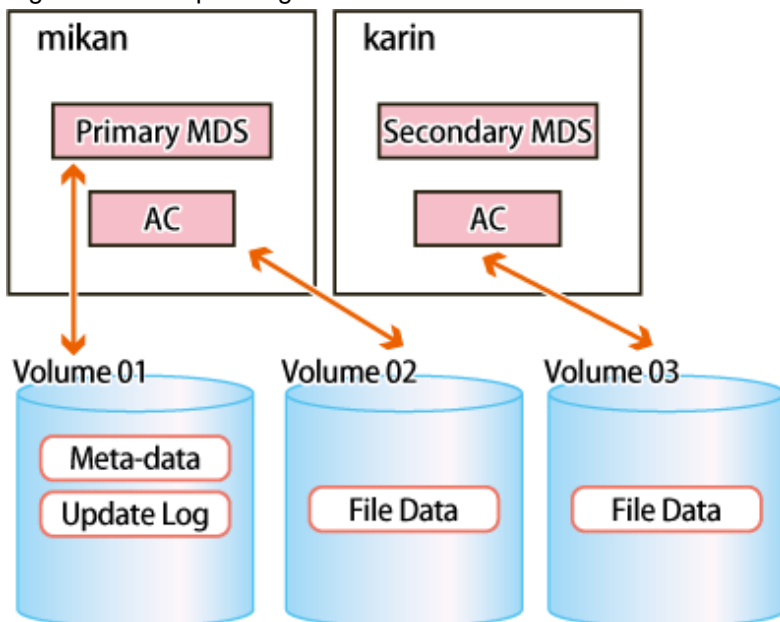 mikan
karin
Primary MDS
Secondary MDS
AC
AC
Volume 01
Volume 02
Volume 03
Meta-data
Update Log
File Data
File Data